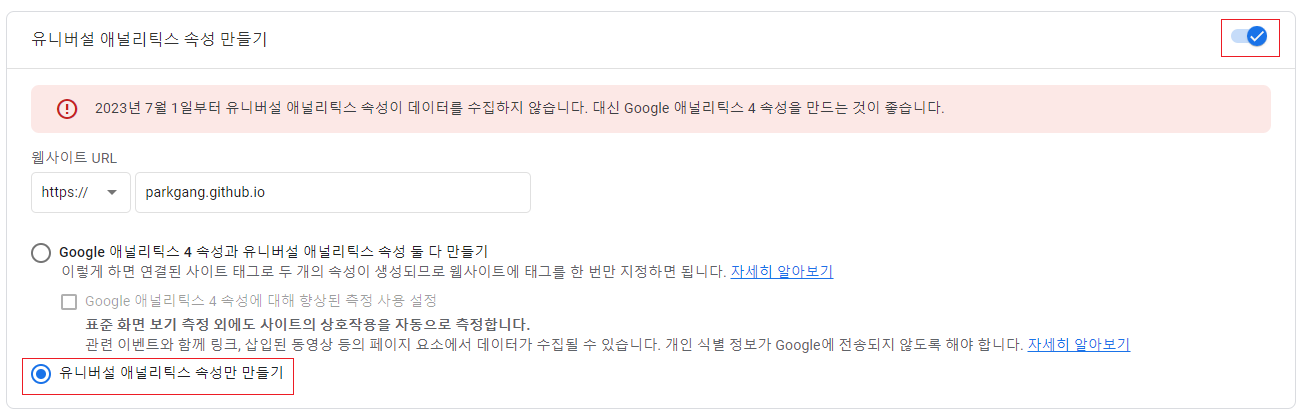 유니버설 애널리틱스 속성 만들기
2023년 7월 1일부터 유니버설 애널리틱스 속성이 데이터를 수집하지 않습니다. 대신 Google 애널리틱스 4 속성을 만드는 것이 좋습니다.
웹사이트 URL
https:// parkgang.github.io
Google 애널리틱스 4 속성과 유니버설 애널리틱스 속성 둘 다 만들기
이렇게 하면 연결된 사이트 태그로 두 개의 속성이 생성되므로 웹사이트에 태그를 한 번만 지정하면 됩니다. 자세히 알아보기
Google 애널리틱스 4 속성에 대해 향상된 측정 사용 설정
표준 화면 보기 측정 외에도 사이트의 상호작용을 자동으로 측정합니다.
관련 이벤트와 함께 링크, 삽입된 동영상 등의 페이지 요소에서 데이터가 수집될 수 있습니다. 개인 식별 정보가 Google에 전송되지 않도록 해야 합니다. 자세히 알아보기
유니버설 애널리틱스 속성만 만들기